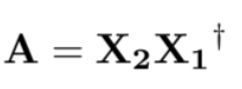 A = X₂X₁†